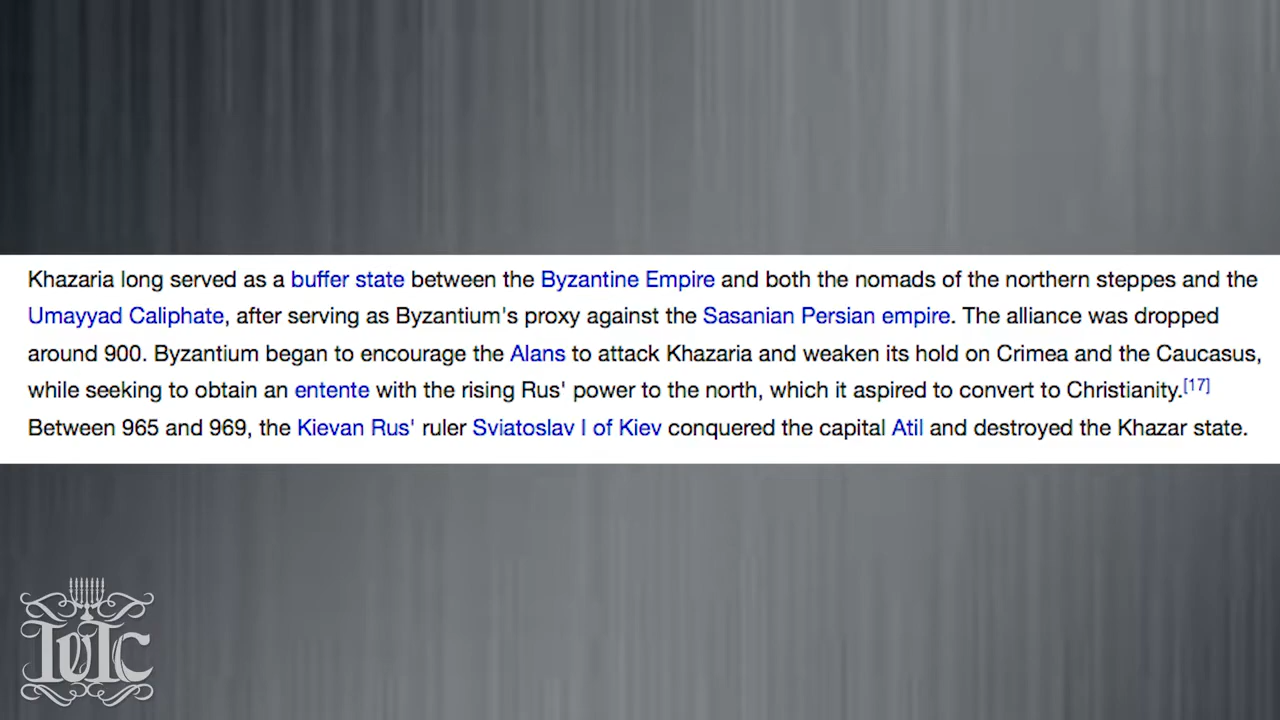 Khazaria long served as a buffer state between the Byzantine Empire and both the nomads of the northern steppes and the
Umayyad Caliphate, after serving as Byzantium's proxy against the Sasanian Persian empire. The alliance was dropped
around 900. Byzantium began to encourage the Alans to attack Khazaria and weaken its hold on Crimea and the Caucasus,
while seeking to obtain an entente with the rising Rus' power to the north, which it aspired to convert to Christianity.[17]
Between 965 and 969, the Kievan Rus' ruler Sviatoslav I of Kiev conquered the capital Atil and destroyed the Khazar state.
IUIC